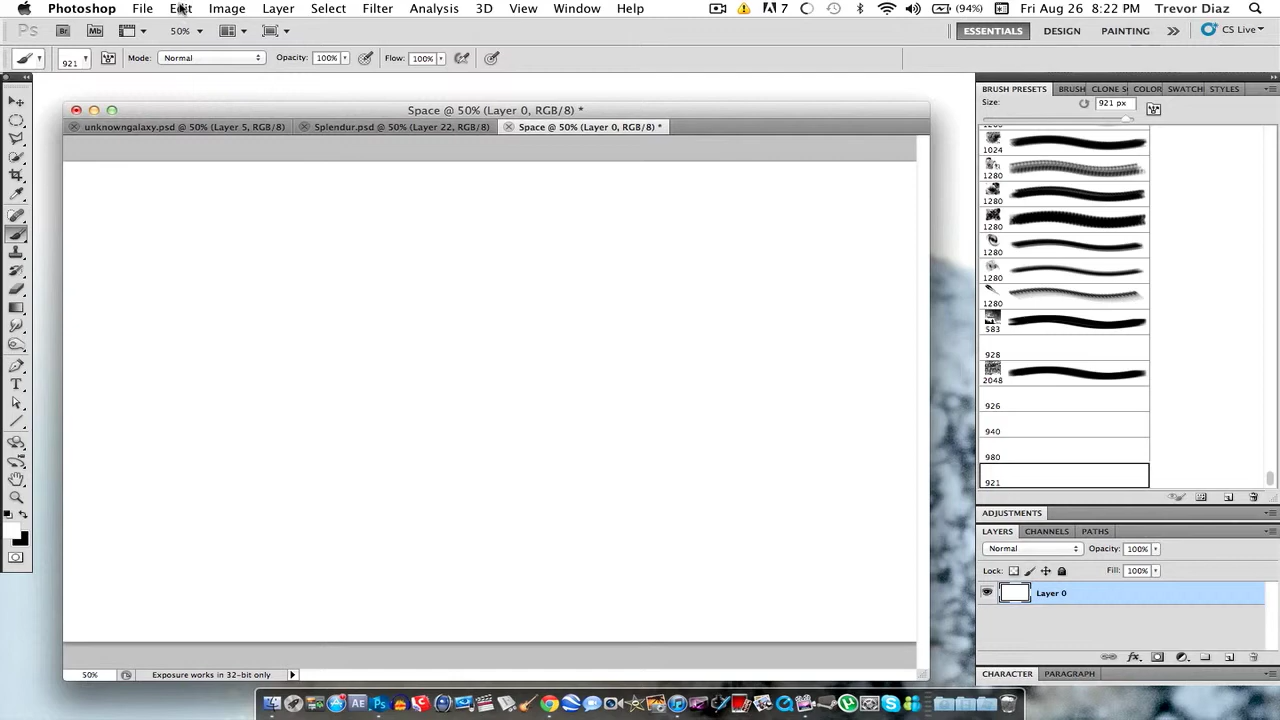 Photoshop File Edit Image Layer Select Filter Analysis 3D View Window Help 7 (94%) Fri Aug 26 8:22 PM Trevor Diaz
Ps Br Mb 50% ESSENTIALS DESIGN PAINTING CS Live
921 Mode: Normal Opacity: 100% Flow: 100%
BRUSH PRESETS BRUSH CLONE S COLOR SWATCH STYLES
Size: 921 px
Space @ 50% (Layer 0, RGB/8) *
unknowngalaxy.psd @ 50% (Layer 5, RGB/8) * Splendur.psd @ 50% (Layer 22, RGB/8) Space @ 50% (Layer 0, RGB/8) *
1024
1280
1280
1280
1280
1280
1280
583
928
2048
926
940
980
921
ADJUSTMENTS
LAYERS CHANNELS PATHS
Normal Opacity: 100%
Lock: Fill: 100%
Layer 0
CHARACTER PARAGRAPH
50% Exposure works in 32-bit only
AE Ps